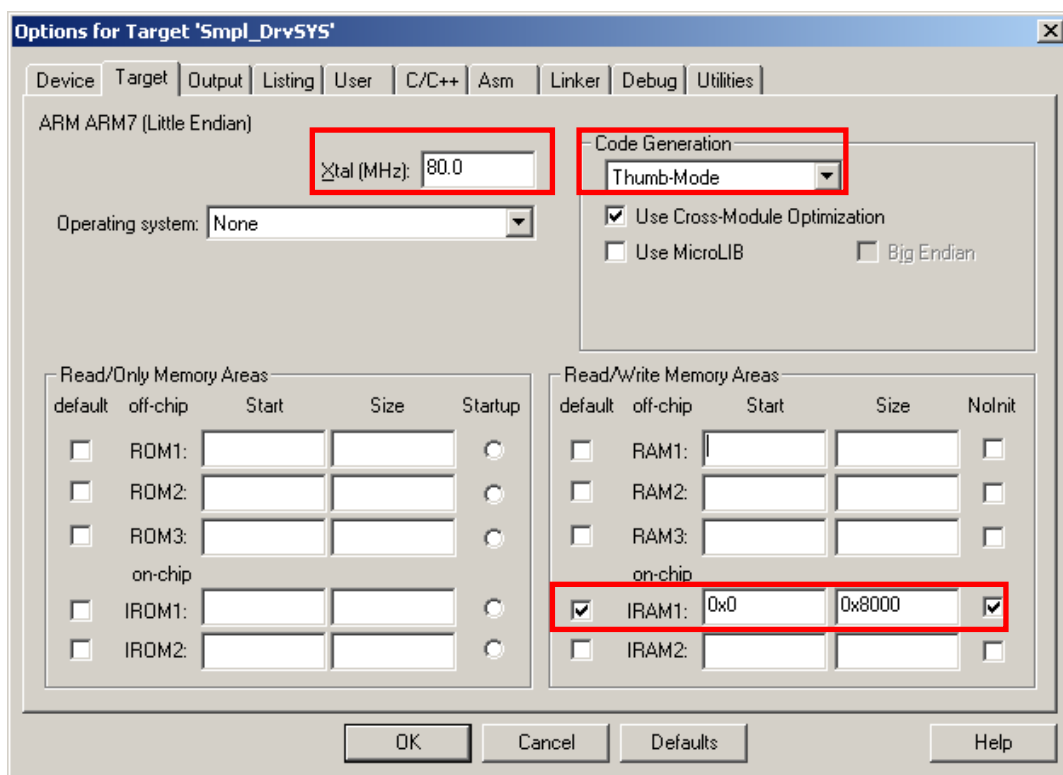 Options for Target 'Smpl_DrvSYS'
Device Target Output Listing User C/C++ Asm Linker Debug Utilities
ARM ARM7 (Little Endian)
Xtal (MHz): 80.0
Operating system: None
Code Generation
Thumb-Mode
Use Cross-Module Optimization
Use MicroLIB Big Endian
Read/Only Memory Areas
default off-chip Start Size Startup
ROM1:
ROM2:
ROM3:
on-chip
IROM1:
IROM2:
Read/Write Memory Areas
default off-chip Start Size NoInit
RAM1:
RAM2:
RAM3:
on-chip
IRAM1: 0x0 0x8000
IRAM2:
OK Cancel Defaults Help